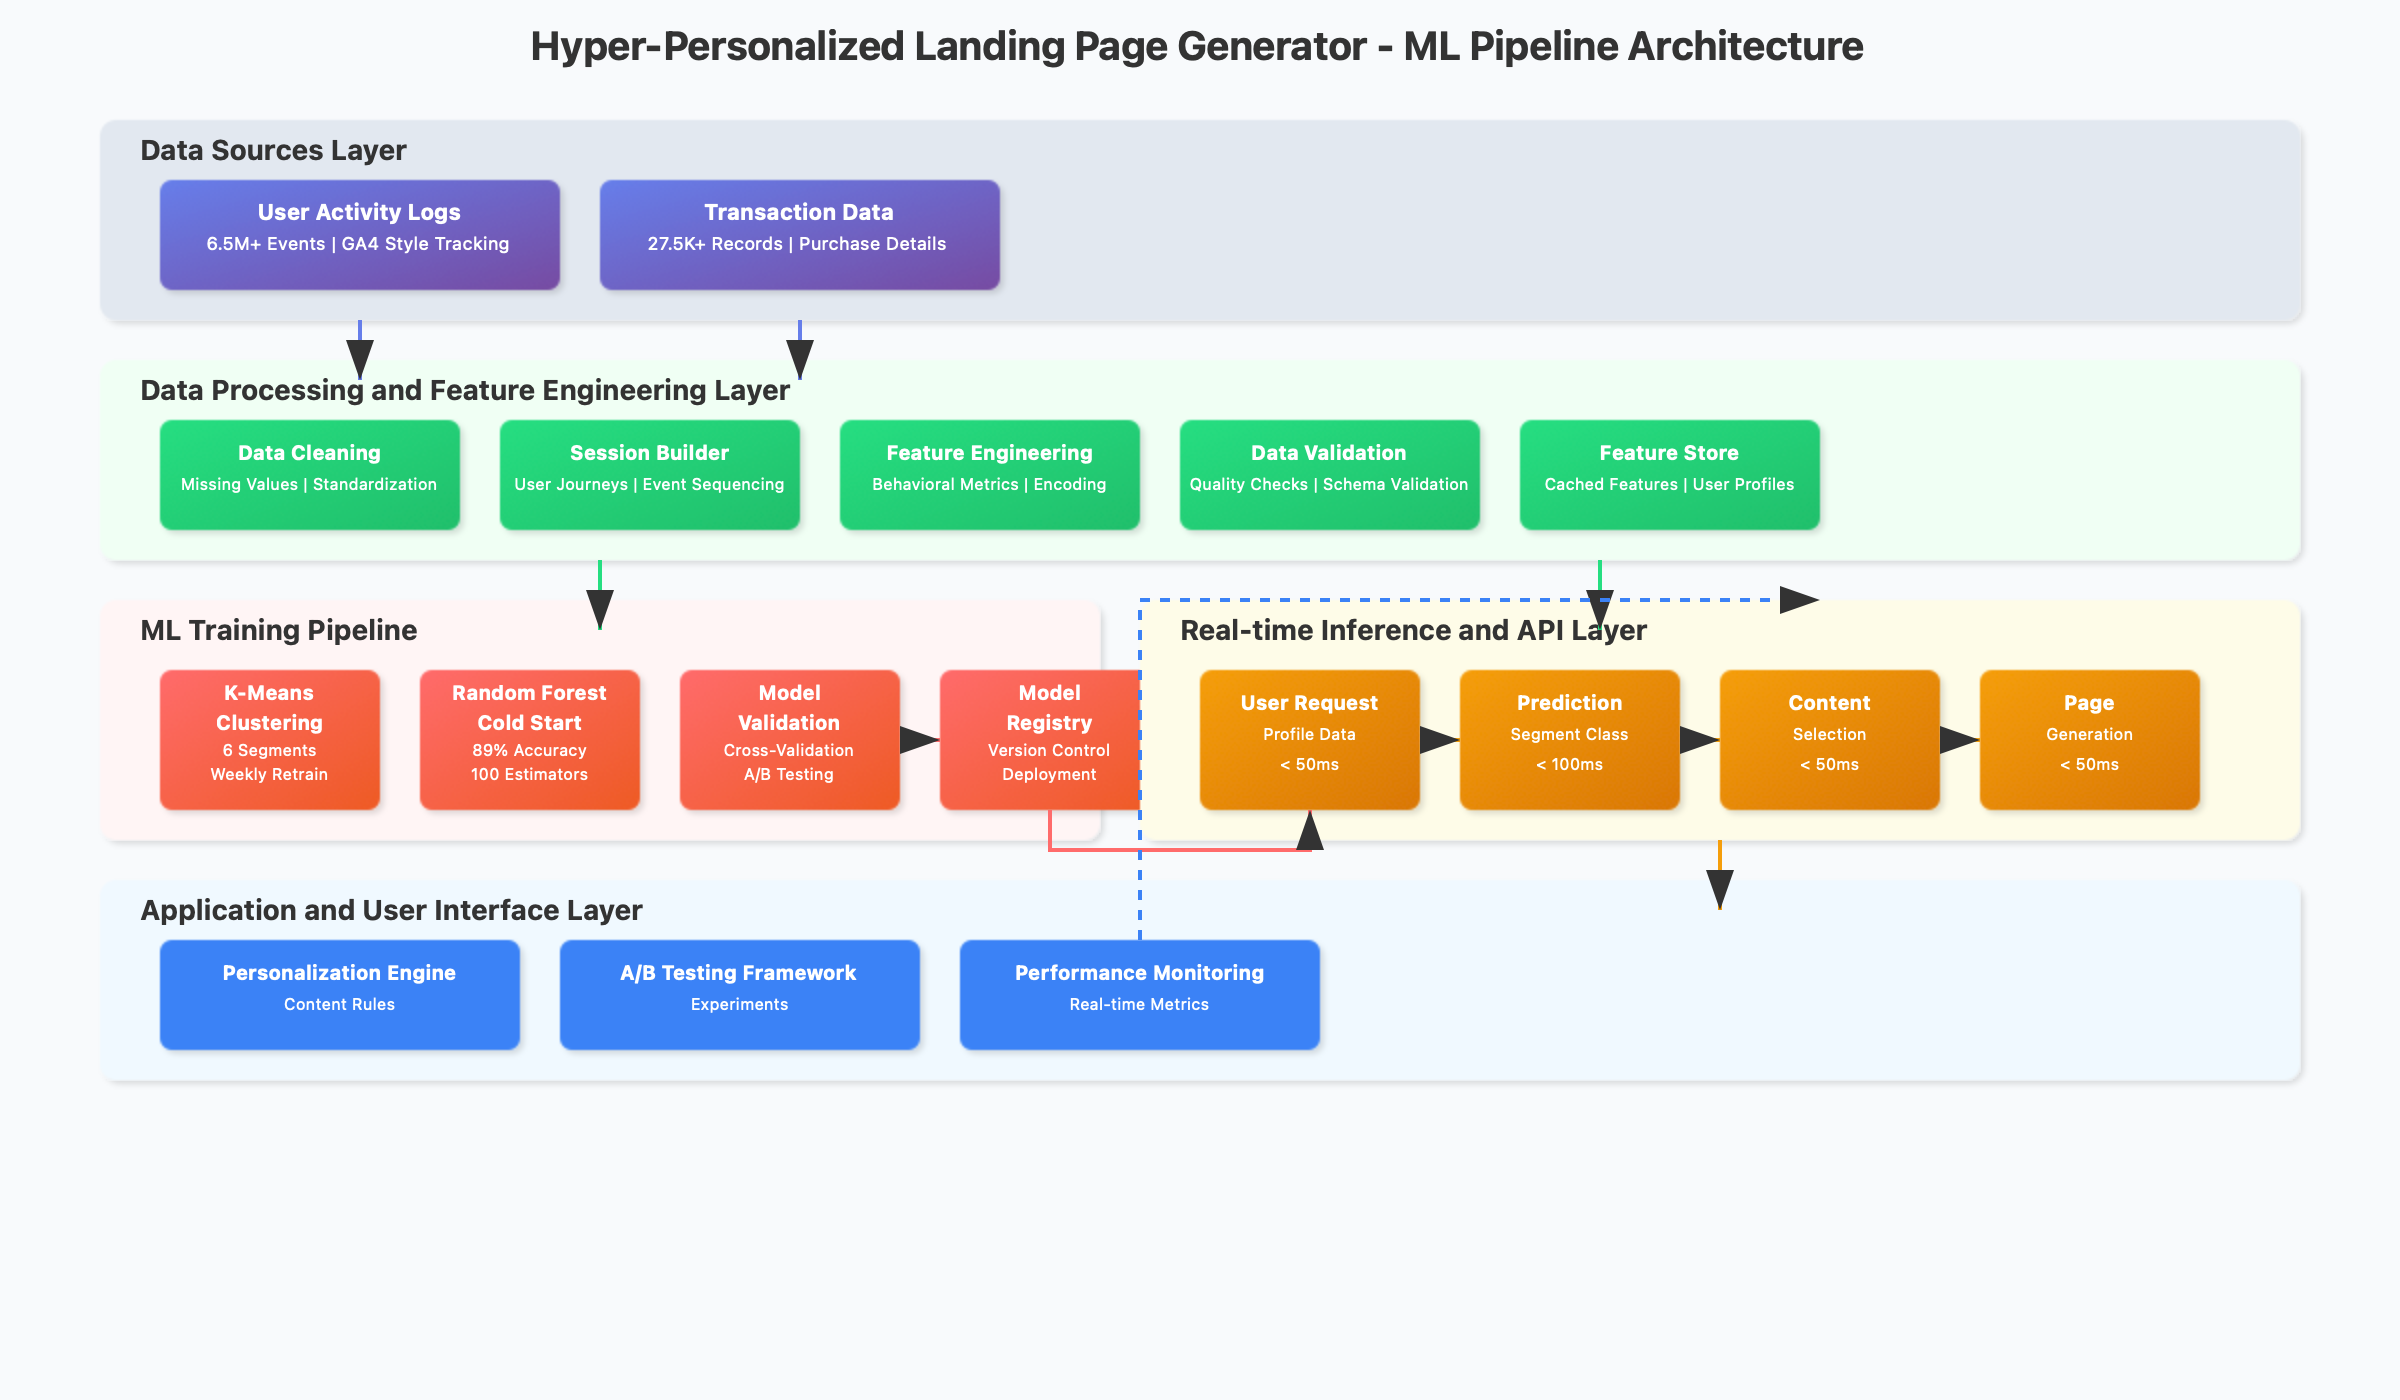 Hyper-Personalized Landing Page Generator - ML Pipeline Architecture
Data Sources Layer
User Activity Logs
6.5M+ Events | GA4 Style Tracking
Transaction Data
27.5K+ Records | Purchase Details
Data Processing and Feature Engineering Layer
Data Cleaning
Missing Values | Standardization
Session Builder
User Journeys | Event Sequencing
Feature Engineering
Behavioral Metrics | Encoding
Data Validation
Quality Checks | Schema Validation
Feature Store
Cached Features | User Profiles
ML Training Pipeline
K-Means
Clustering
6 Segments
Weekly Retrain
Random Forest
Cold Start
89% Accuracy
100 Estimators
Model
Validation
Cross-Validation
A/B Testing
Model
Registry
Version Control
Deployment
Real-time Inference and API Layer
User Request
Profile Data
< 50ms
Prediction
Segment Class
< 100ms
Content
Selection
< 50ms
Page
Generation
< 50ms
Application and User Interface Layer
Personalization Engine
Content Rules
A/B Testing Framework
Experiments
Performance Monitoring
Real-time Metrics